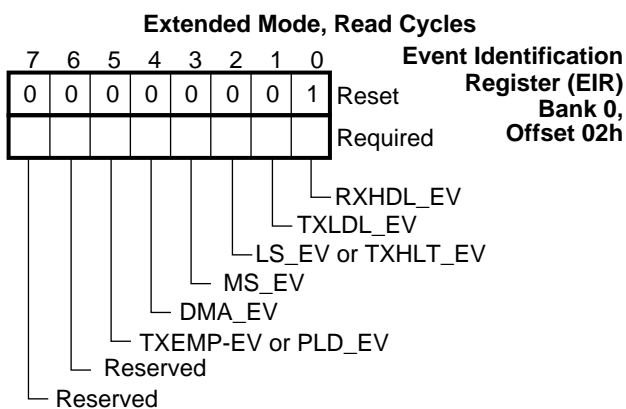 Extended Mode, Read Cycles
7 6 5 4 3 2 1 0
Event Identification
Register (EIR)
Bank 0,
Offset 02h
0 0 0 0 0 0 0 1 Reset
Required
RXHDL_EV
TXLDL_EV
LS_EV or TXHLT_EV
MS_EV
DMA_EV
TXEMP-EV or PLD_EV
Reserved
Reserved